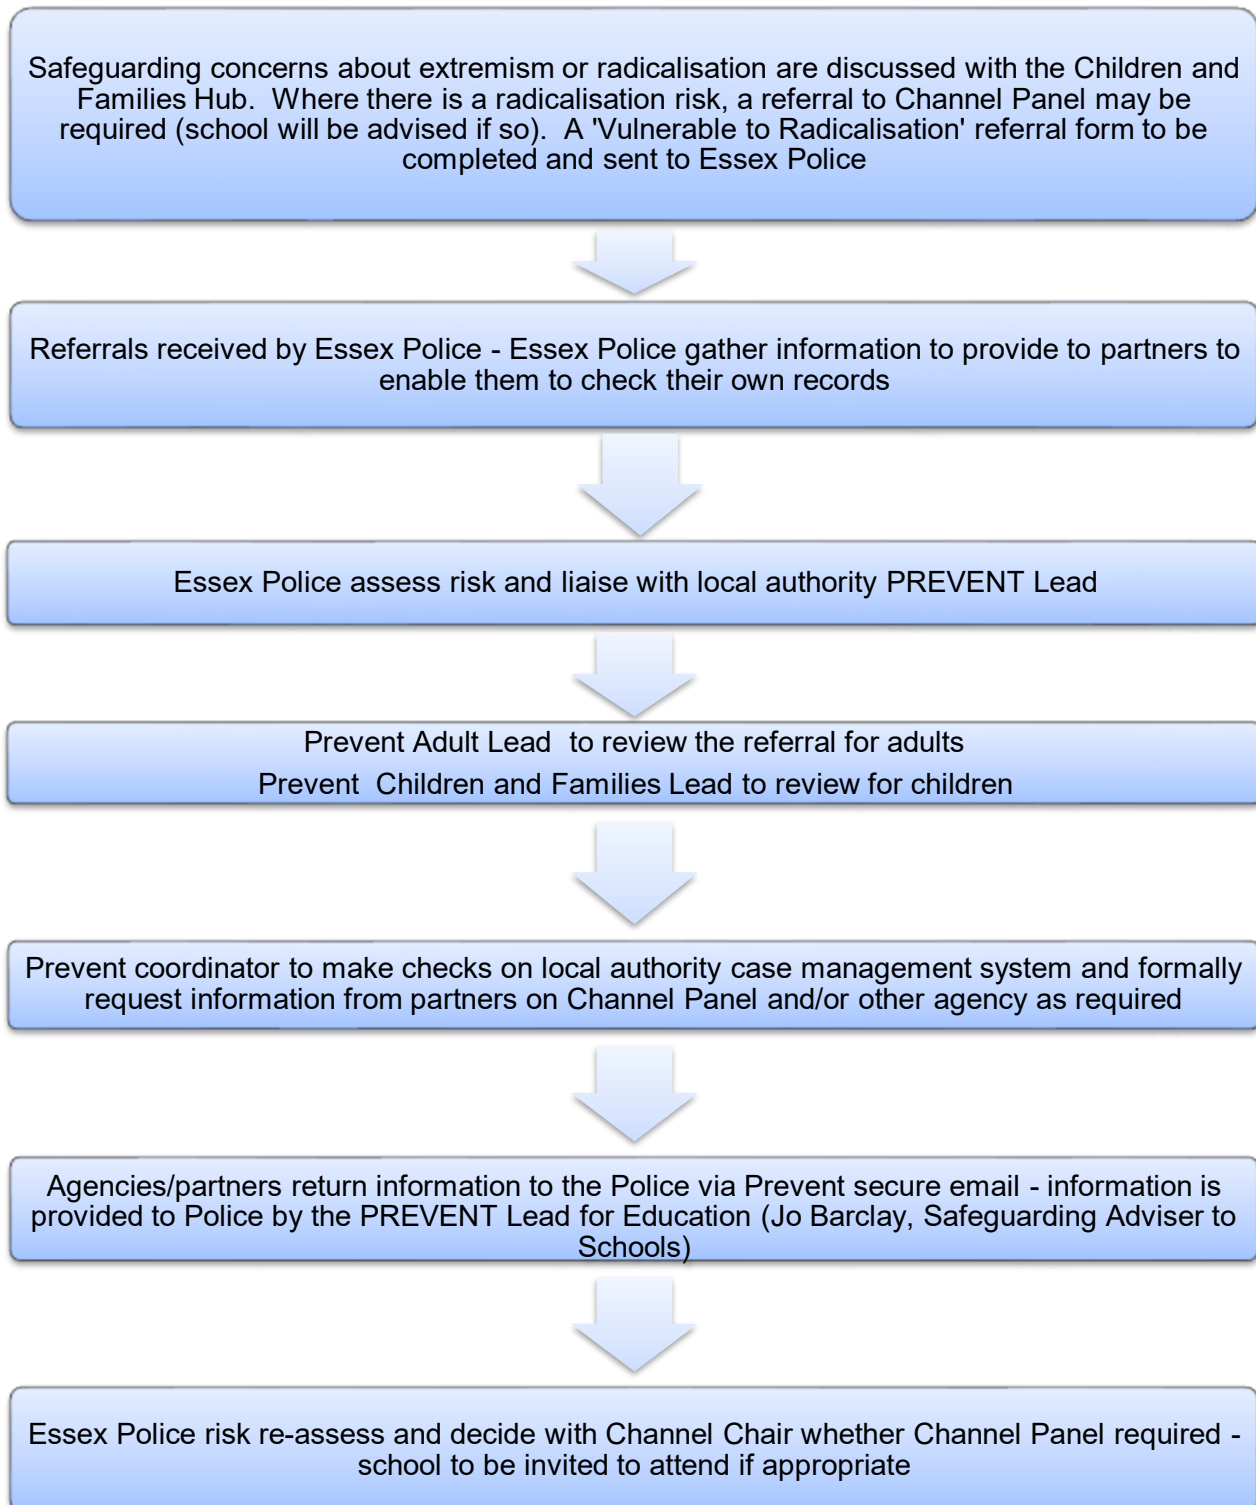 Safeguarding concerns about extremism or radicalisation are discussed with the Children and
Families Hub.  Where there is a radicalisation risk, a referral to Channel Panel may be
required (school will be advised if so).  A 'Vulnerable to Radicalisation' referral form to be
completed and sent to Essex Police
Referrals received by Essex Police - Essex Police gather information to provide to partners to
enable them to check their own records
Essex Police assess risk and liaise with local authority PREVENT Lead
Prevent Adult Lead  to review the referral for adults
Prevent  Children and Families Lead to review for children
Prevent coordinator to make checks on local authority case management system and formally
request information from partners on Channel Panel and/or other agency as required
Agencies/partners return information to the Police via Prevent secure email - information is
provided to Police by the PREVENT Lead for Education (Jo Barclay, Safeguarding Adviser to
Schools)
Essex Police risk re-assess and decide with Channel Chair whether Channel Panel required -
school to be invited to attend if appropriate